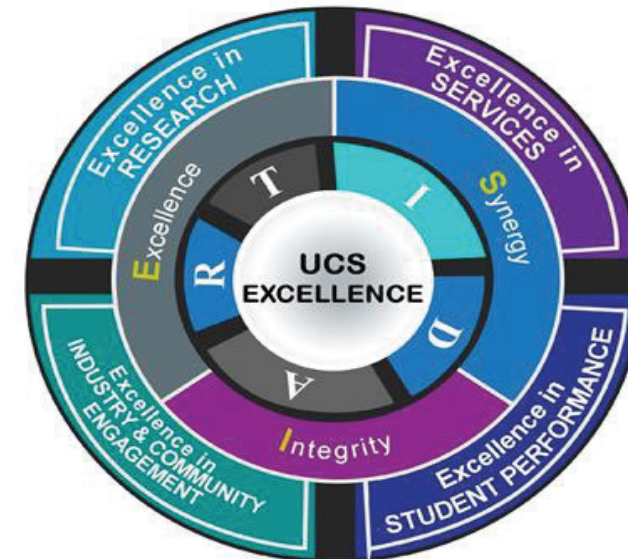 Excellence in
RESEARCH
Excellence in
SERVICES
Excellence
Synergy
T
I
R
D
A
UCS
EXCELLENCE
Integrity
Excellence in
INDUSTRY & COMMUNITY
ENGAGEMENT
Excellence in
STUDENT PERFORMANCE